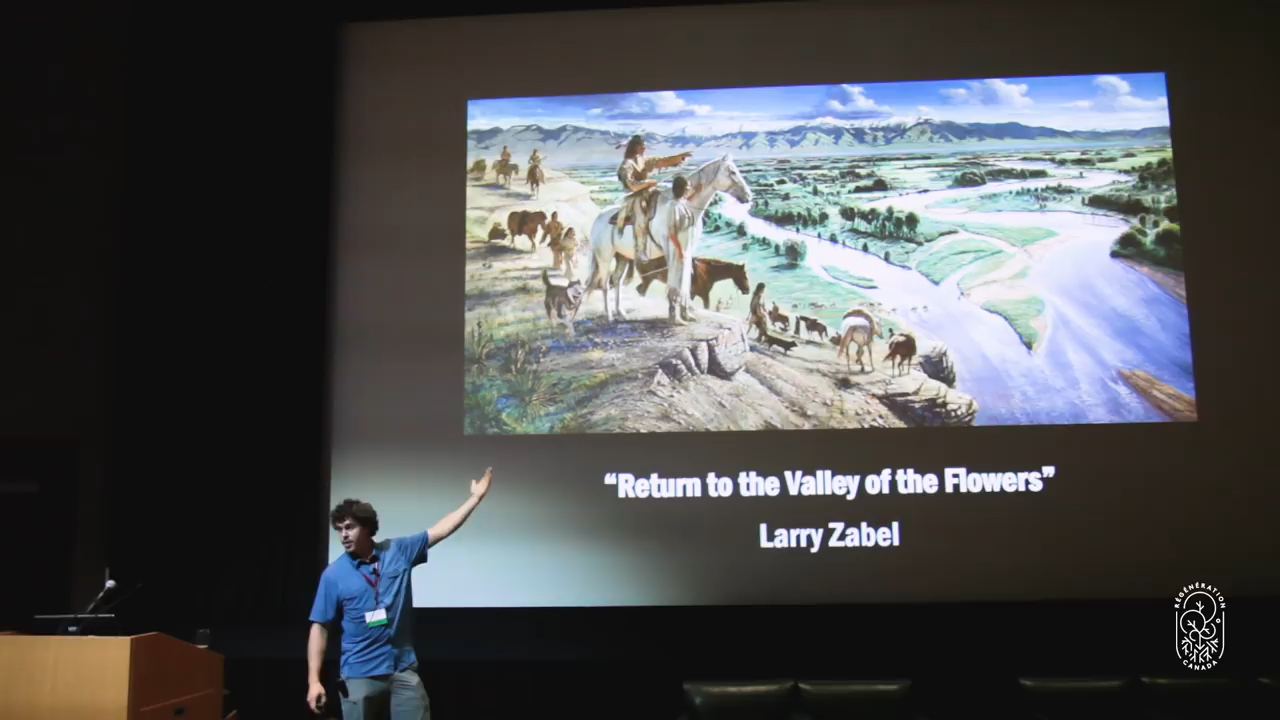 “Return to the Valley of the Flowers”
Larry Zabel
RÉGÉNÉRATION
CANADA